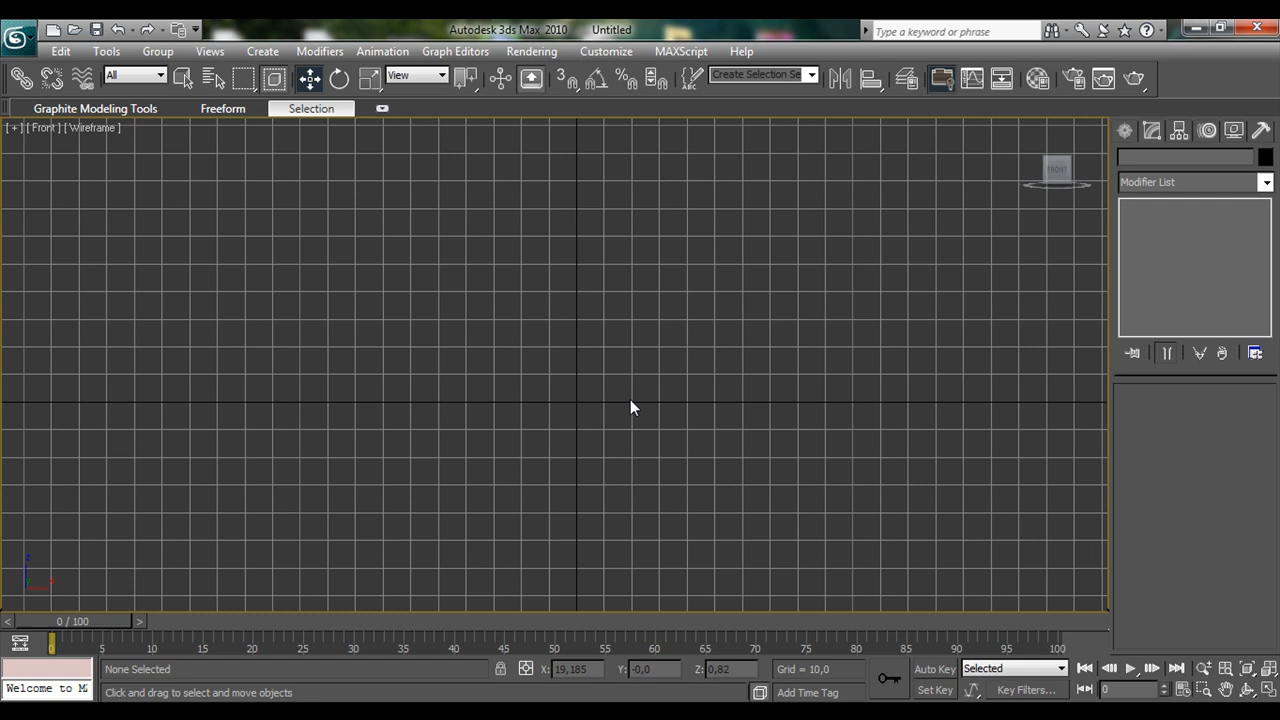 Autodesk 3ds Max 2010 Untitled
Type a keyword or phrase
Edit Tools Group Views Create Modifiers Animation Graph Editors Rendering Customize MAXScript Help
All View Create Selection Se
Graphite Modeling Tools Freeform Selection
[ + ] [ Front ] [ Wireframe ]
FRONT
Modifier List
z
x
0 / 100
0 5 10 15 20 25 30 35 40 45 50 55 60 65 70 75 80 85 90 95 100
None Selected X: 19,185 Y: -0,0 Z: 0,82 Grid = 10,0 Auto Key Selected
Welcome to M Click and drag to select and move objects Add Time Tag Set Key Key Filters... 0